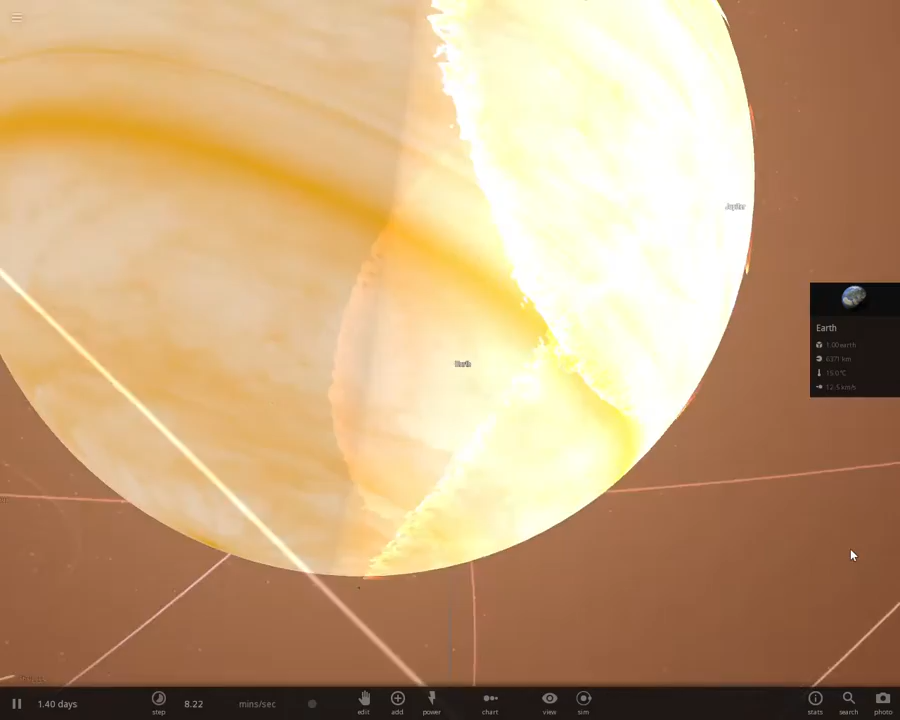 Jupiter
Earth
1.00 earth
6371 km
15.0°C
12.5 km/s
1.40 days
step
8.22
mins/sec
edit
add
power
chart
view
sim
stats
search
photo